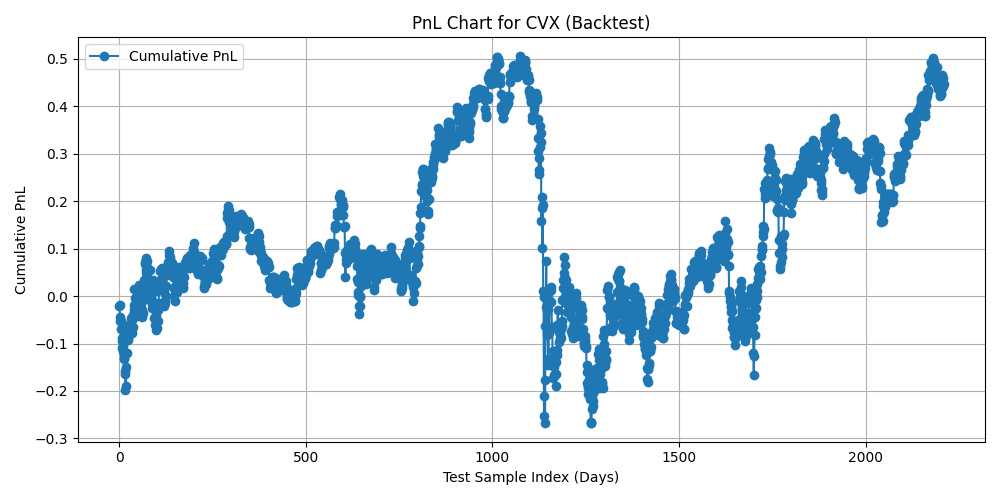 PnL Chart for CVX (Backtest)
Cumulative PnL
Cumulative PnL
0.5
0.4
0.3
0.2
0.1
0.0
−0.1
−0.2
−0.3
0 500 1000 1500 2000
Test Sample Index (Days)